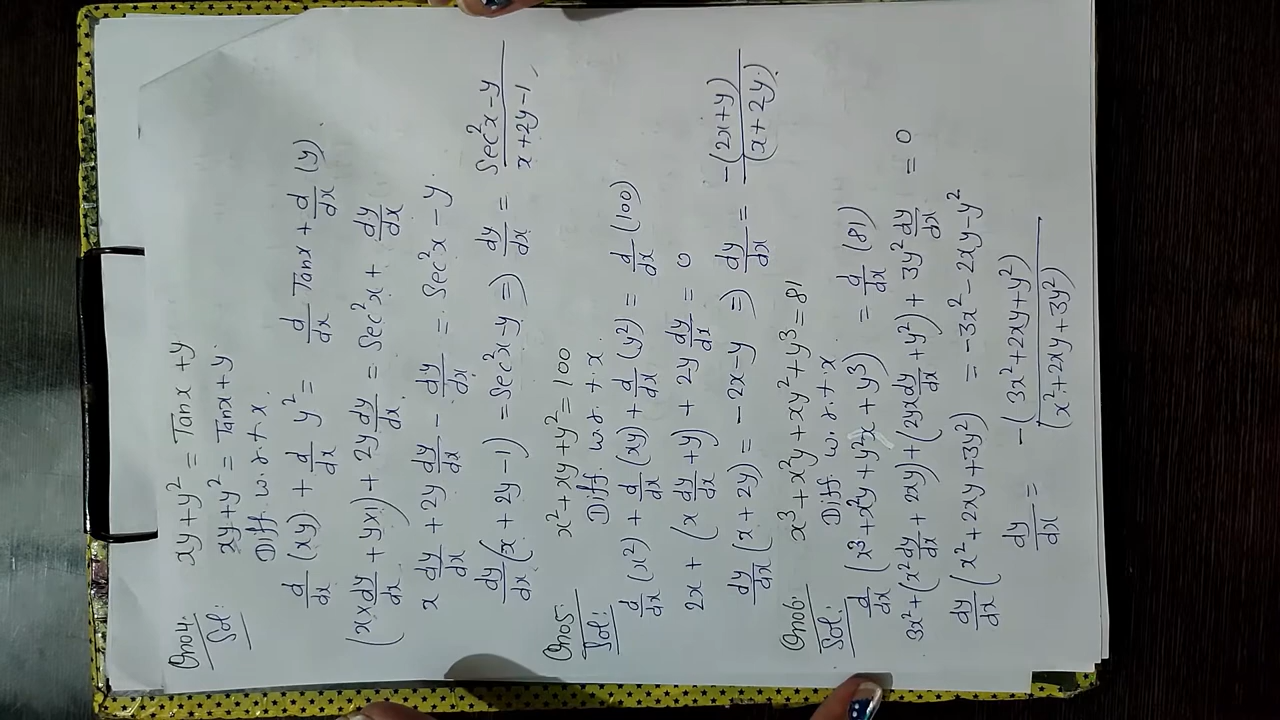 Qno4. xy + y² = Tanx + y
Sol: xy + y² = Tanx + y.
Diff. w.r.t x.
d/dx (xy) + d/dx y² = d/dx Tanx + d/dx (y)
(x × dy/dx + y×1) + 2y dy/dx = Sec²x + dy/dx
x dy/dx + 2y dy/dx - dy/dx = Sec²x - y.
dy/dx (x + 2y - 1) = Sec²x - y => dy/dx = Sec²x - y / x + 2y - 1,
Qno5. x² + xy + y² = 100
Sol: Diff. w.r.t x.
d/dx (x²) + d/dx (xy) + d/dx (y²) = d/dx (100)
2x + (x dy/dx + y) + 2y dy/dx = 0
dy/dx (x + 2y) = -2x - y => dy/dx = -(2x + y) / (x + 2y)
Qno6. x³ + x²y + xy² + y³ = 81
Sol: Diff w.r.t x
d/dx (x³ + x²y + y²x + y³) = d/dx (81)
3x² + (x² dy/dx + 2xy) + (2yx dy/dx + y²) + 3y² dy/dx = 0
dy/dx (x² + 2xy + 3y²) = -3x² - 2xy - y²
dy/dx = -(3x² + 2xy + y²) / (x² + 2xy + 3y²)